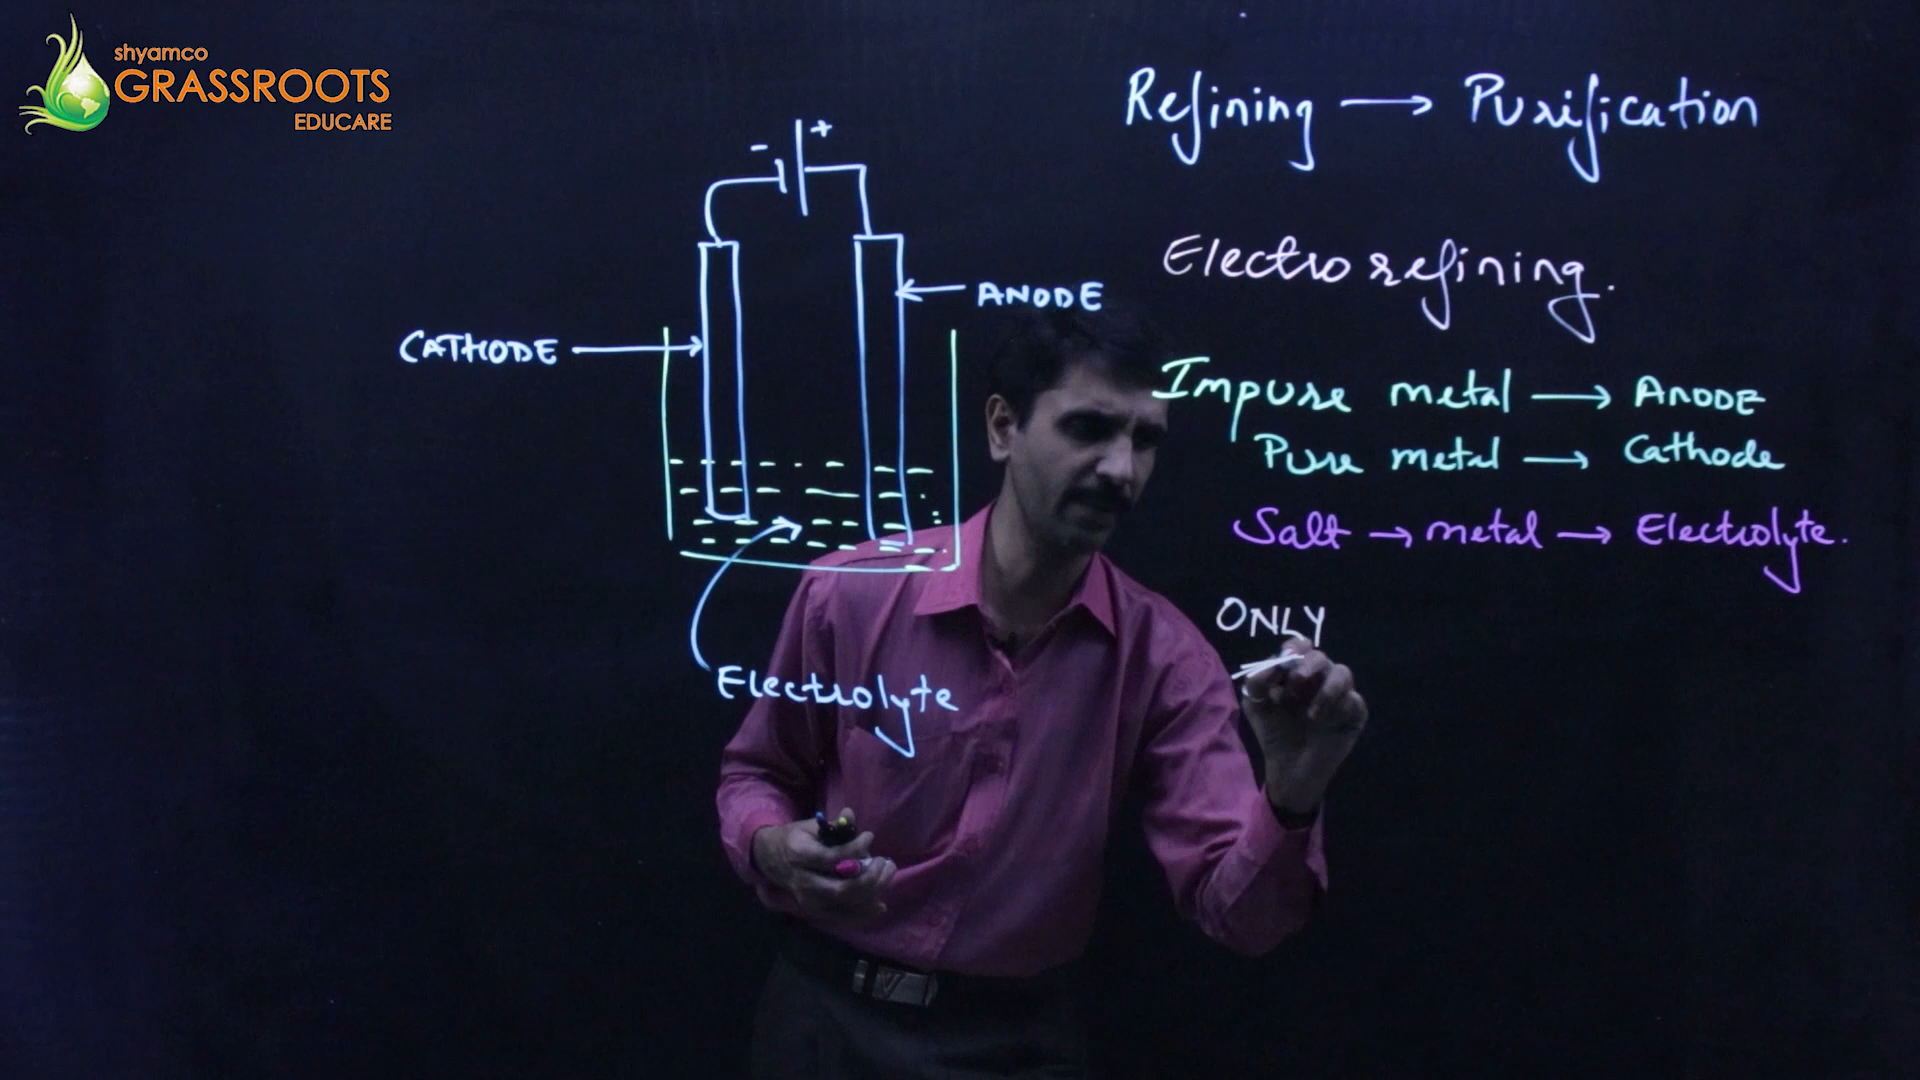 shyamco
GRASSROOTS
EDUCARE
Refining → Purification
- +
Electrorefining.
ANODE
CATHODE
Impure metal → ANODE
Pure metal → Cathode
Salt → metal → Electrolyte.
ONLY
Electrolyte